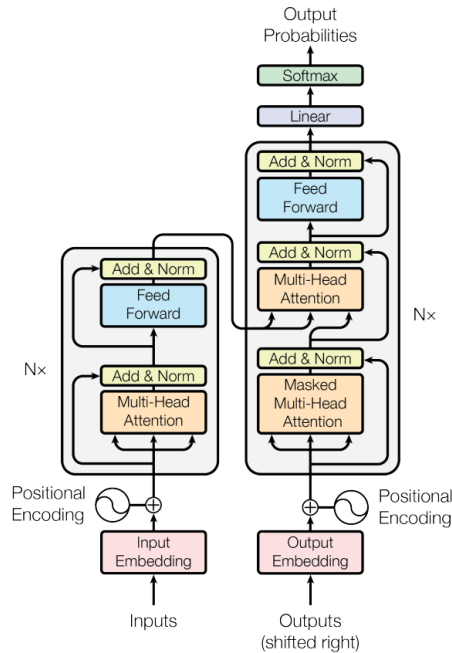 Output
Probabilities
Softmax
Linear
Add & Norm
Feed
Forward
Add & Norm
Multi-Head
Attention
Add & Norm
Masked
Multi-Head
Attention
N×
Positional
Encoding
Output
Embedding
Outputs
(shifted right)
Add & Norm
Feed
Forward
Add & Norm
Multi-Head
Attention
N×
Positional
Encoding
Input
Embedding
Inputs